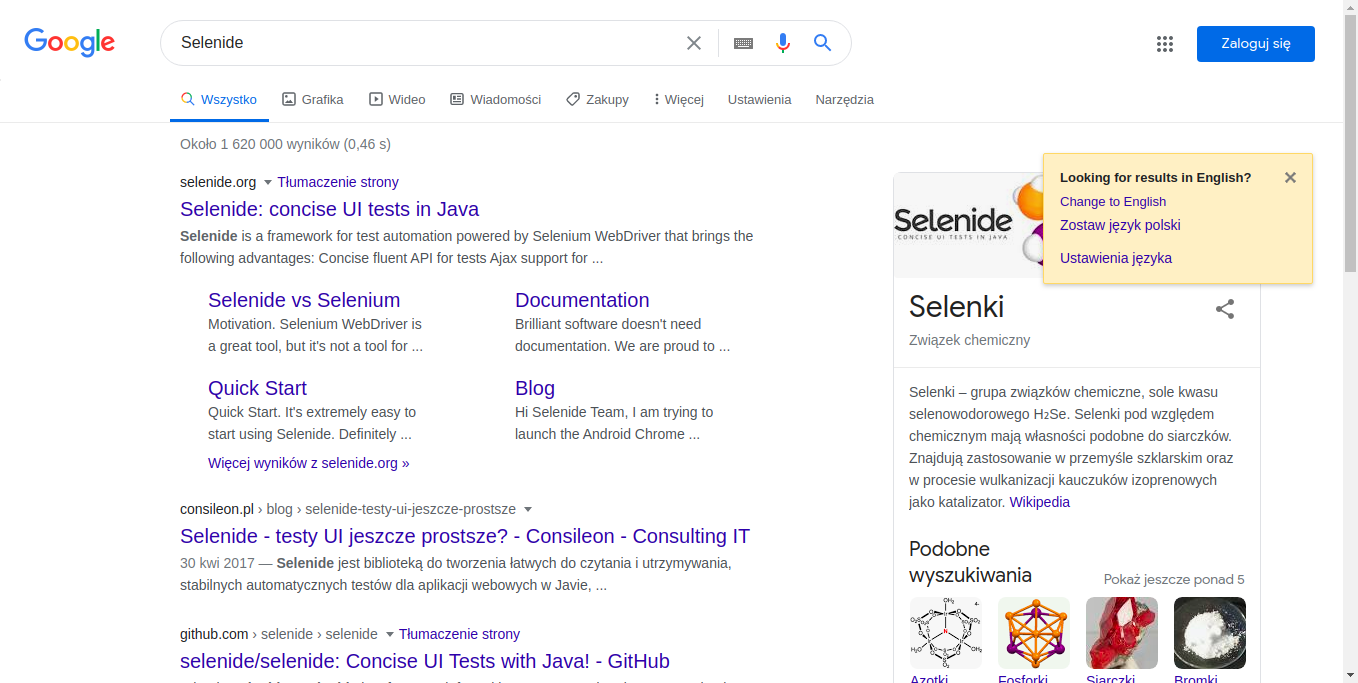 Google
Selenide
Zaloguj się
Wszystko
Grafika
Wideo
Wiadomości
Zakupy
Więcej
Ustawienia
Narzędzia
Około 1 620 000 wyników (0,46 s)
selenide.org Tłumaczenie strony
Selenide: concise UI tests in Java
Selenide is a framework for test automation powered by Selenium WebDriver that brings the
following advantages: Concise fluent API for tests Ajax support for ...
Selenide vs Selenium
Motivation. Selenium WebDriver is
a great tool, but it's not a tool for ...
Documentation
Brilliant software doesn't need
documentation. We are proud to ...
Quick Start
Quick Start. It's extremely easy to
start using Selenide. Definitely ...
Blog
Hi Selenide Team, I am trying to
launch the Android Chrome ...
Więcej wyników z selenide.org »
consileon.pl › blog › selenide-testy-ui-jeszcze-prostsze
Selenide - testy UI jeszcze prostsze? - Consileon - Consulting IT
30 kwi 2017 — Selenide jest biblioteką do tworzenia łatwych do czytania i utrzymywania,
stabilnych automatycznych testów dla aplikacji webowych w Javie, ...
github.com › selenide › selenide Tłumaczenie strony
selenide/selenide: Concise UI Tests with Java! - GitHub
Looking for results in English?
Change to English
Zostaw język polski
Ustawienia języka
Selenide
CONCISE UI TESTS IN JAVA
Selenki
Związek chemiczny
Selenki – grupa związków chemiczne, sole kwasu
selenowodorowego H₂Se. Selenki pod względem
chemicznym mają własności podobne do siarczków.
Znajdują zastosowanie w przemyśle szklarskim oraz
w procesie wulkanizacji kauczuków izoprenowych
jako katalizator. Wikipedia
Podobne
wyszukiwania
Pokaż jeszcze ponad 5
Azotki
Fosforki
Siarczki
Bromki